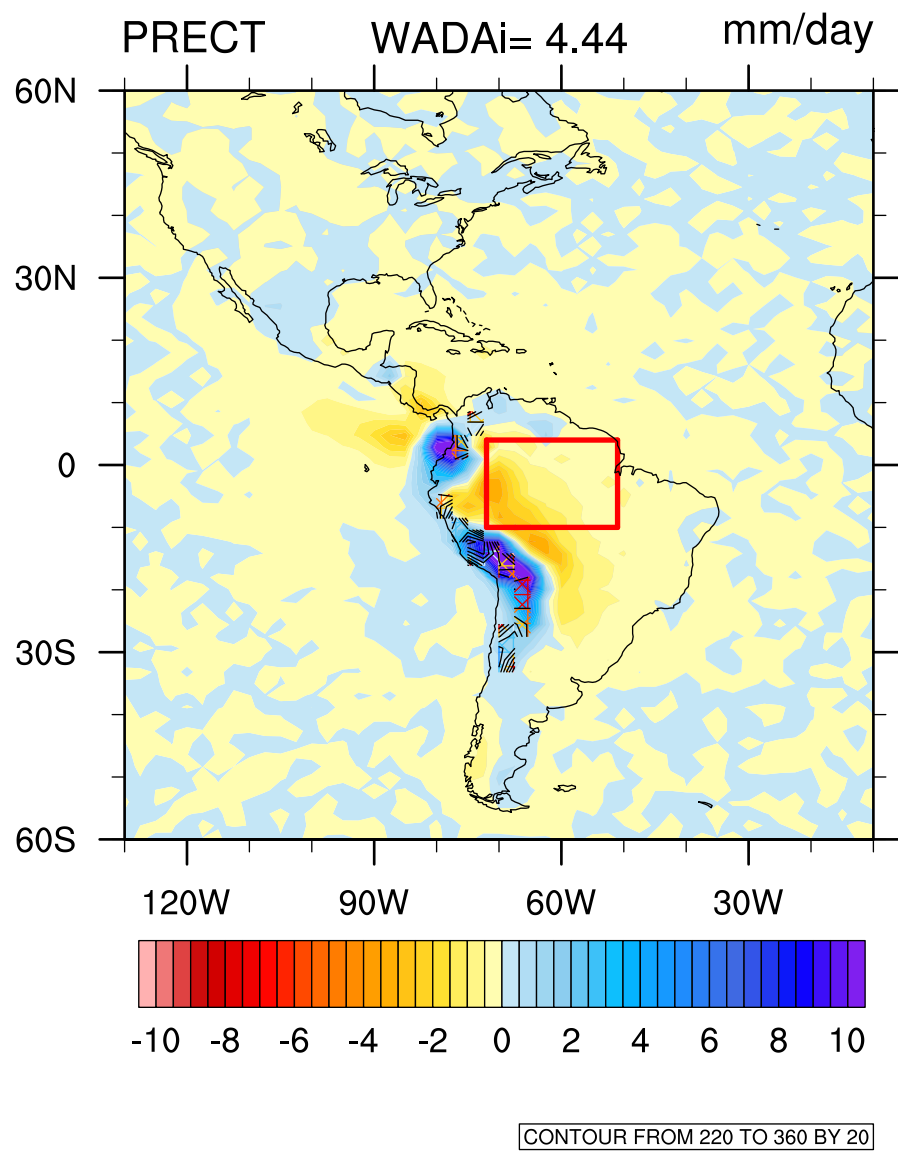 PRECT WADAi= 4.44 mm/day
60N
30N
0
30S
60S
120W 90W 60W 30W
-10 -8 -6 -4 -2 0 2 4 6 8 10
CONTOUR FROM 220 TO 360 BY 20